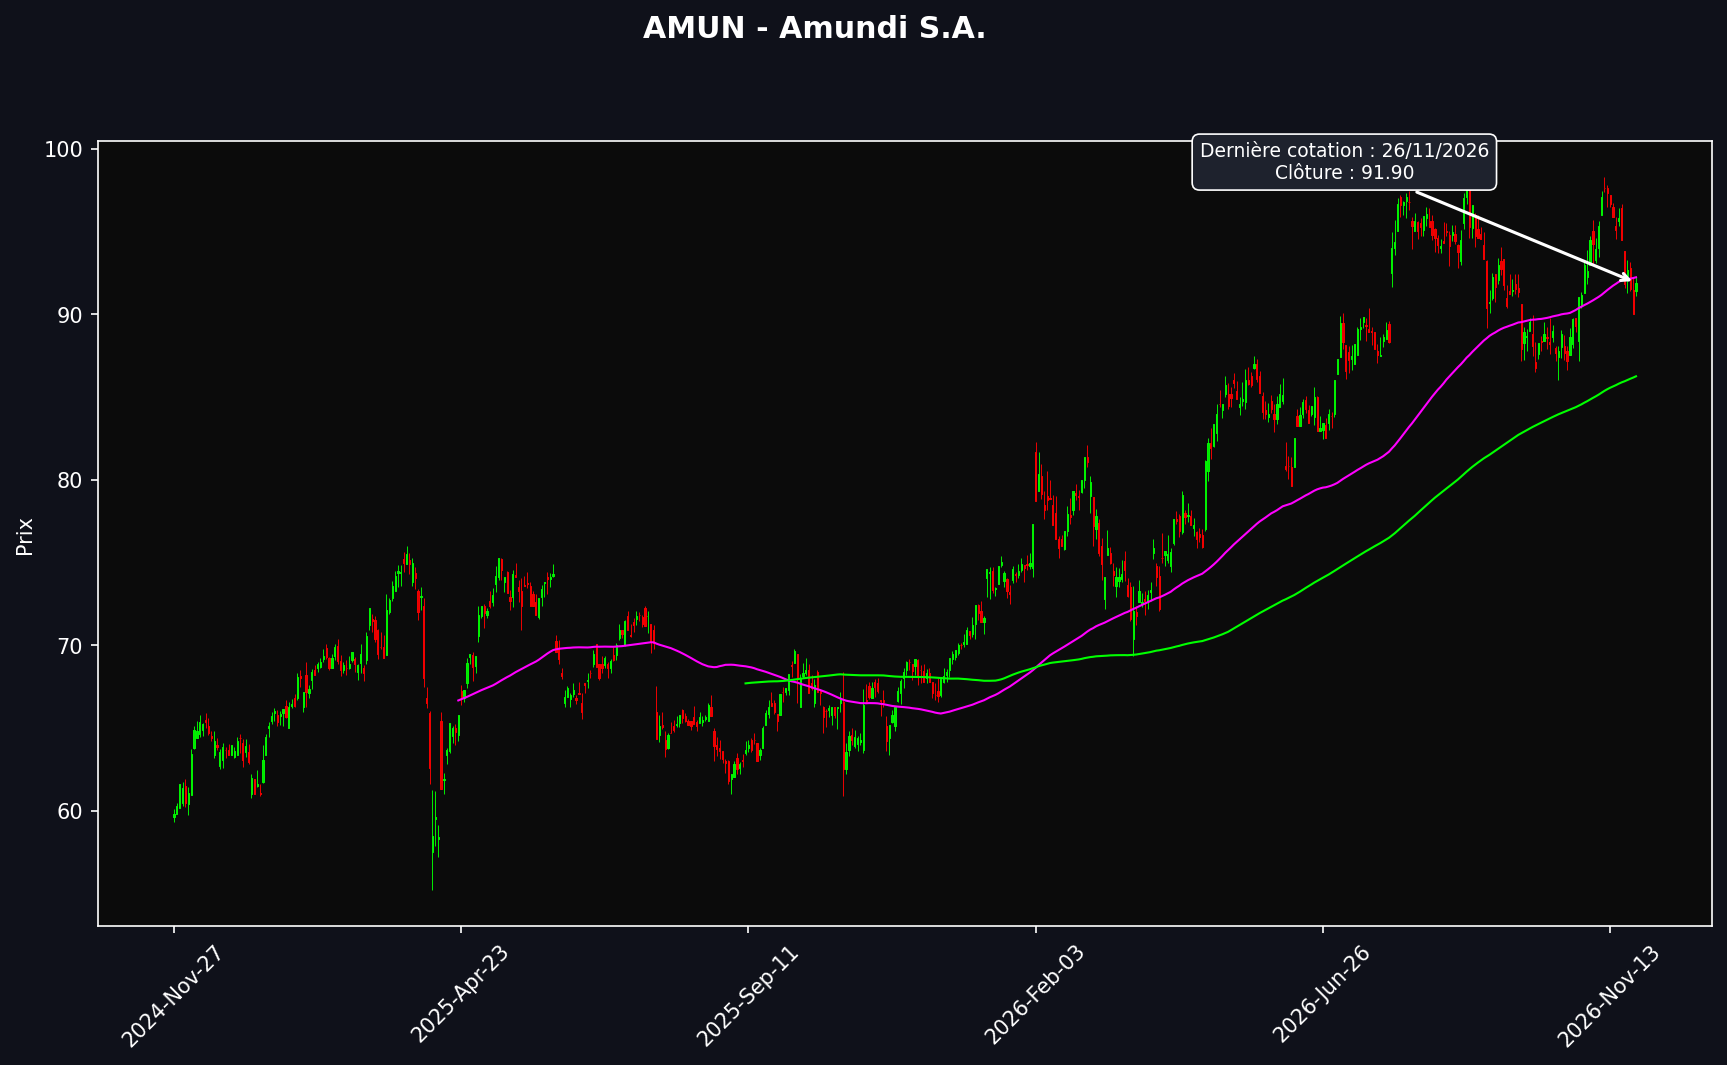 AMUN - Amundi S.A.
Dernière cotation : 26/11/2026
Clôture : 91.90
Prix
100
90
80
70
60
2024-Nov-27
2025-Apr-23
2025-Sep-11
2026-Feb-03
2026-Jun-26
2026-Nov-13